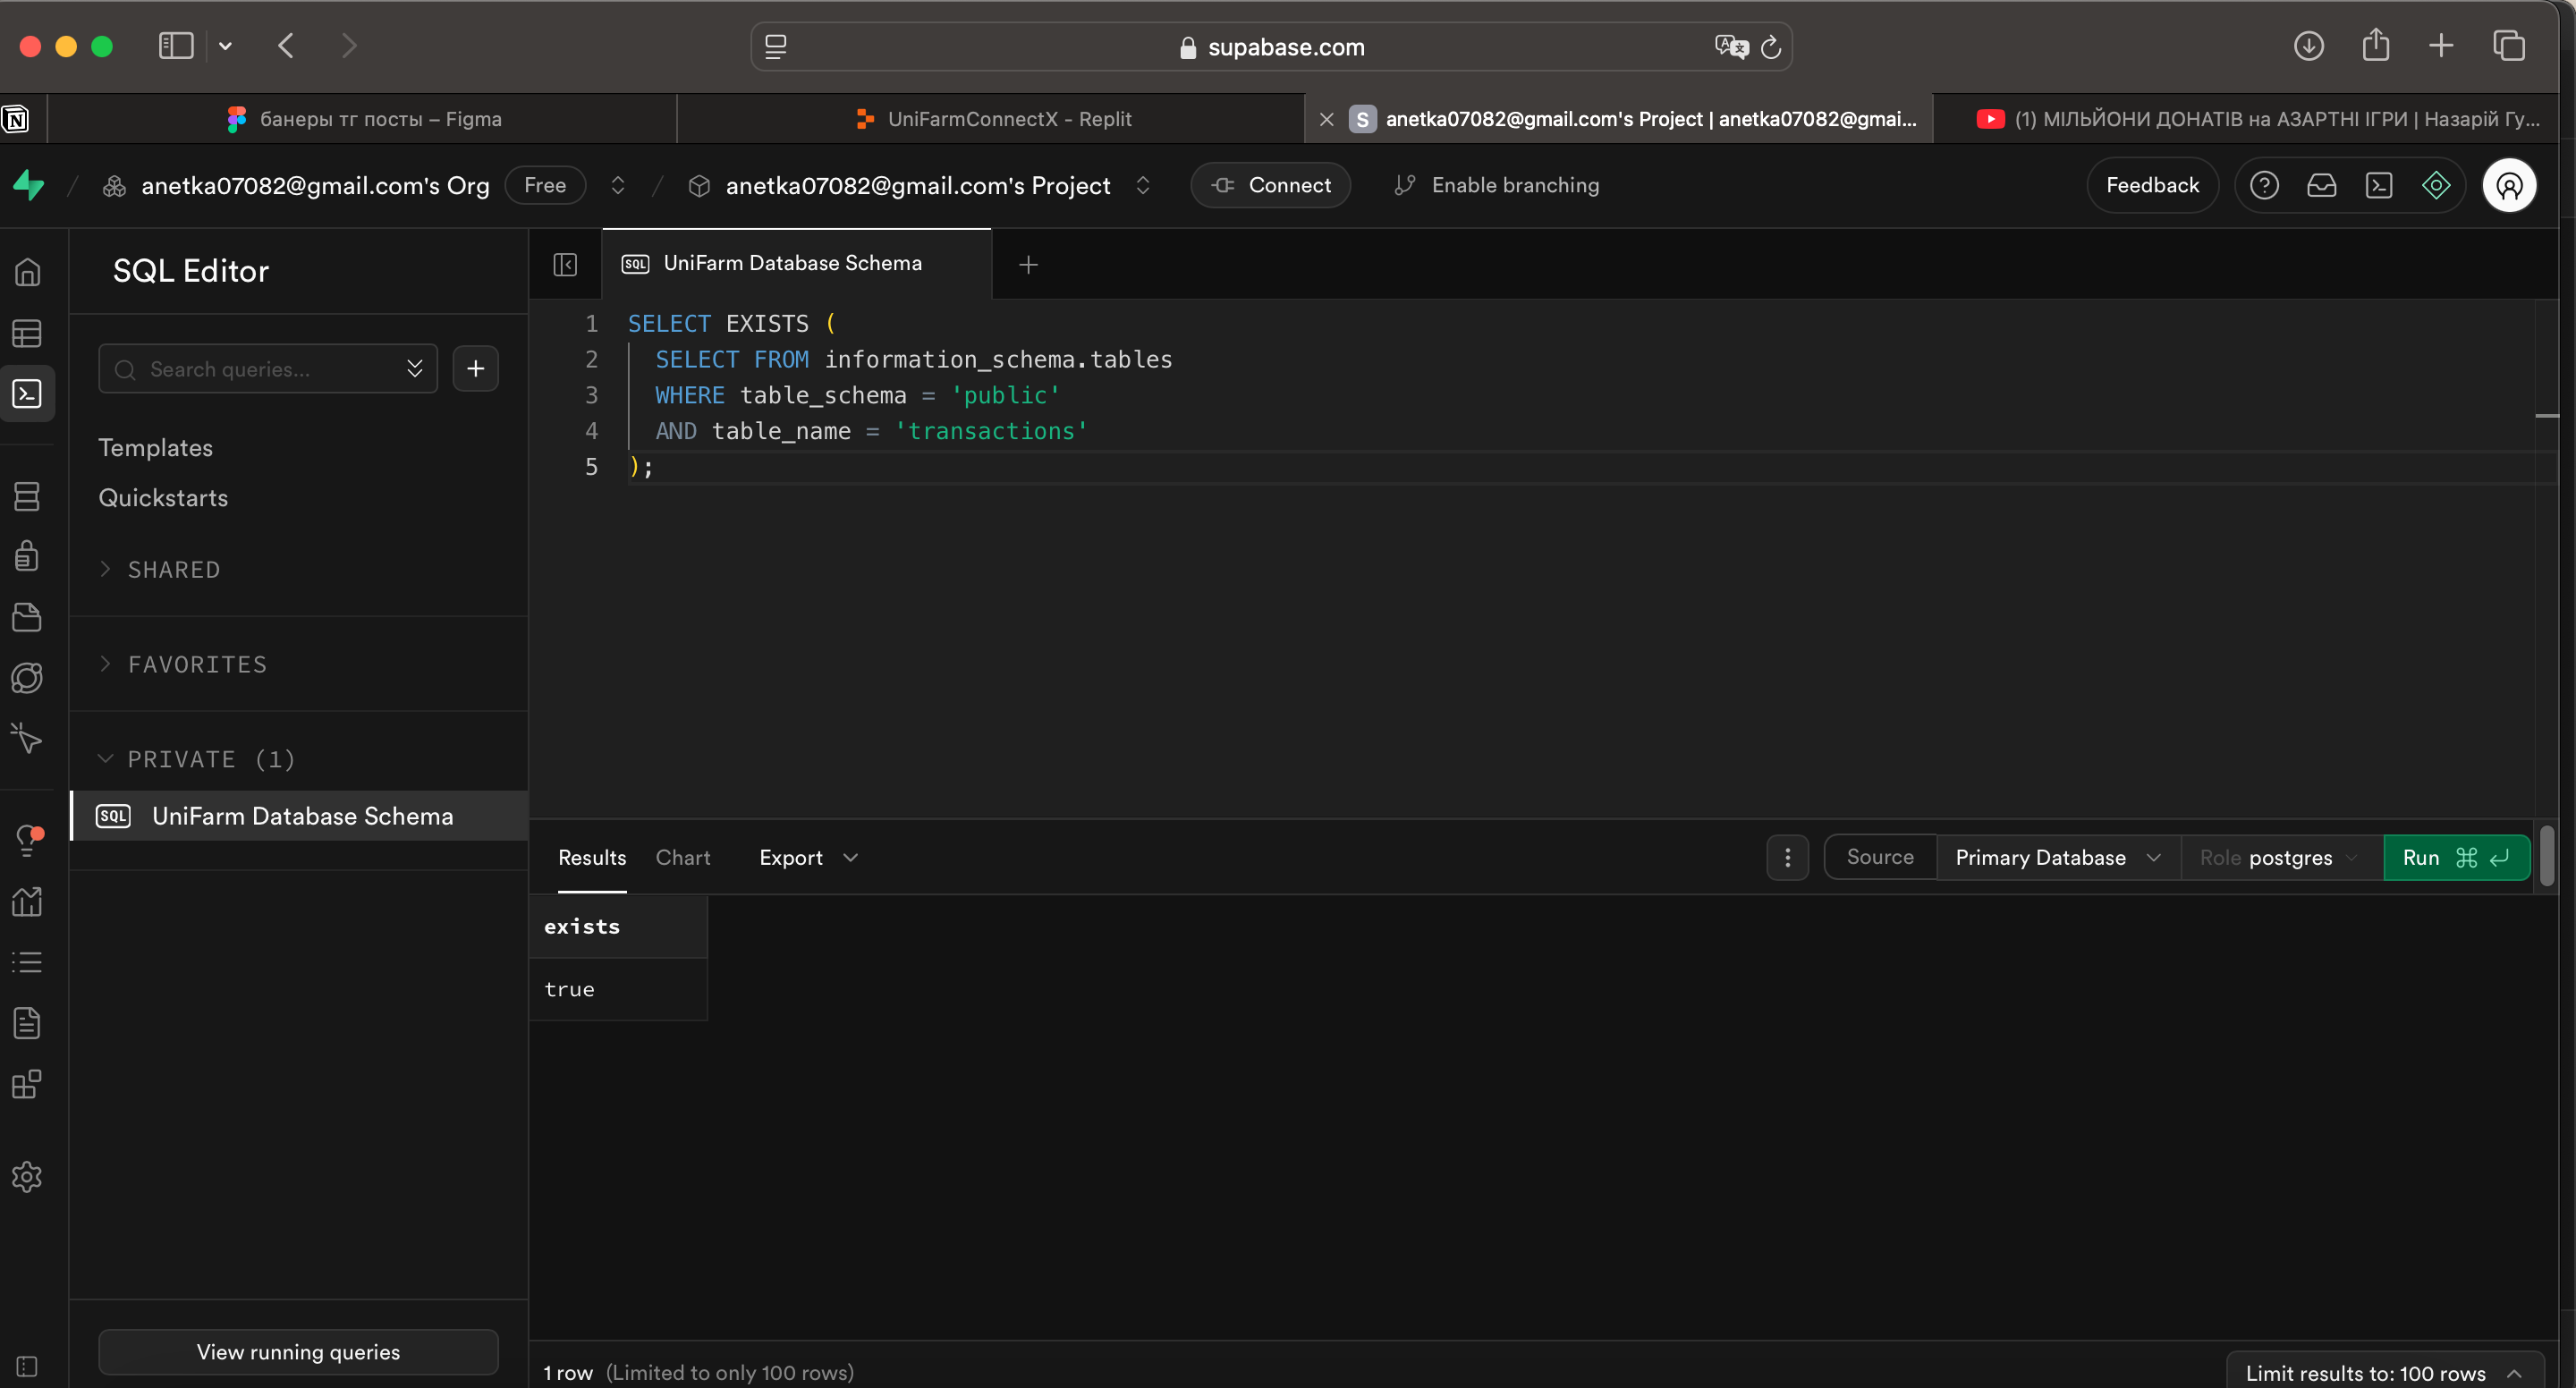 supabase.com
банеры тг посты – Figma
UniFarmConnectX - Replit
S anetka07082@gmail.com's Project | anetka07082@gmai...
(1) МІЛЬЙОНИ ДОНАТІВ на АЗАРТНІ ІГРИ | Назарій Гу...
anetka07082@gmail.com's Org Free
anetka07082@gmail.com's Project
Connect
Enable branching
Feedback
SQL Editor
SQL UniFarm Database Schema
Search queries...
Templates
Quickstarts
SHARED
FAVORITES
PRIVATE (1)
SQL UniFarm Database Schema
View running queries
1 SELECT EXISTS (
2 SELECT FROM information_schema.tables
3 WHERE table_schema = 'public'
4 AND table_name = 'transactions'
5 );
Results Chart Export
Source Primary Database Role postgres Run ⌘
exists
true
1 row (Limited to only 100 rows)
Limit results to: 100 rows